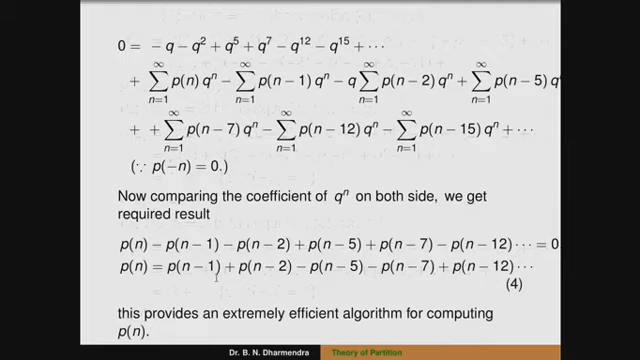 0 = − q − q² + q⁵ + q⁷ − q¹² − q¹⁵ + ⋯
+ ∑_{n=1}^{∞} p(n) qⁿ − ∑_{n=1}^{∞} p(n − 1) qⁿ − q ∑_{n=1}^{∞} p(n − 2) qⁿ + ∑_{n=1}^{∞} p(n − 5) qⁿ
+ + ∑_{n=1}^{∞} p(n − 7) qⁿ − ∑_{n=1}^{∞} p(n − 12) qⁿ − ∑_{n=1}^{∞} p(n − 15) qⁿ + ⋯
(∵ p(−n) = 0.)
Now comparing the coefficient of qⁿ on both side, we get
required result
p(n) − p(n − 1) − p(n − 2) + p(n − 5) + p(n − 7) − p(n − 12) ⋯ = 0.
p(n) = p(n − 1) + p(n − 2) − p(n − 5) − p(n − 7) + p(n − 12) ⋯
(4)
this provides an extremely efficient algorithm for computing
p(n).
Dr. B. N. Dharmendra Theory of Partition